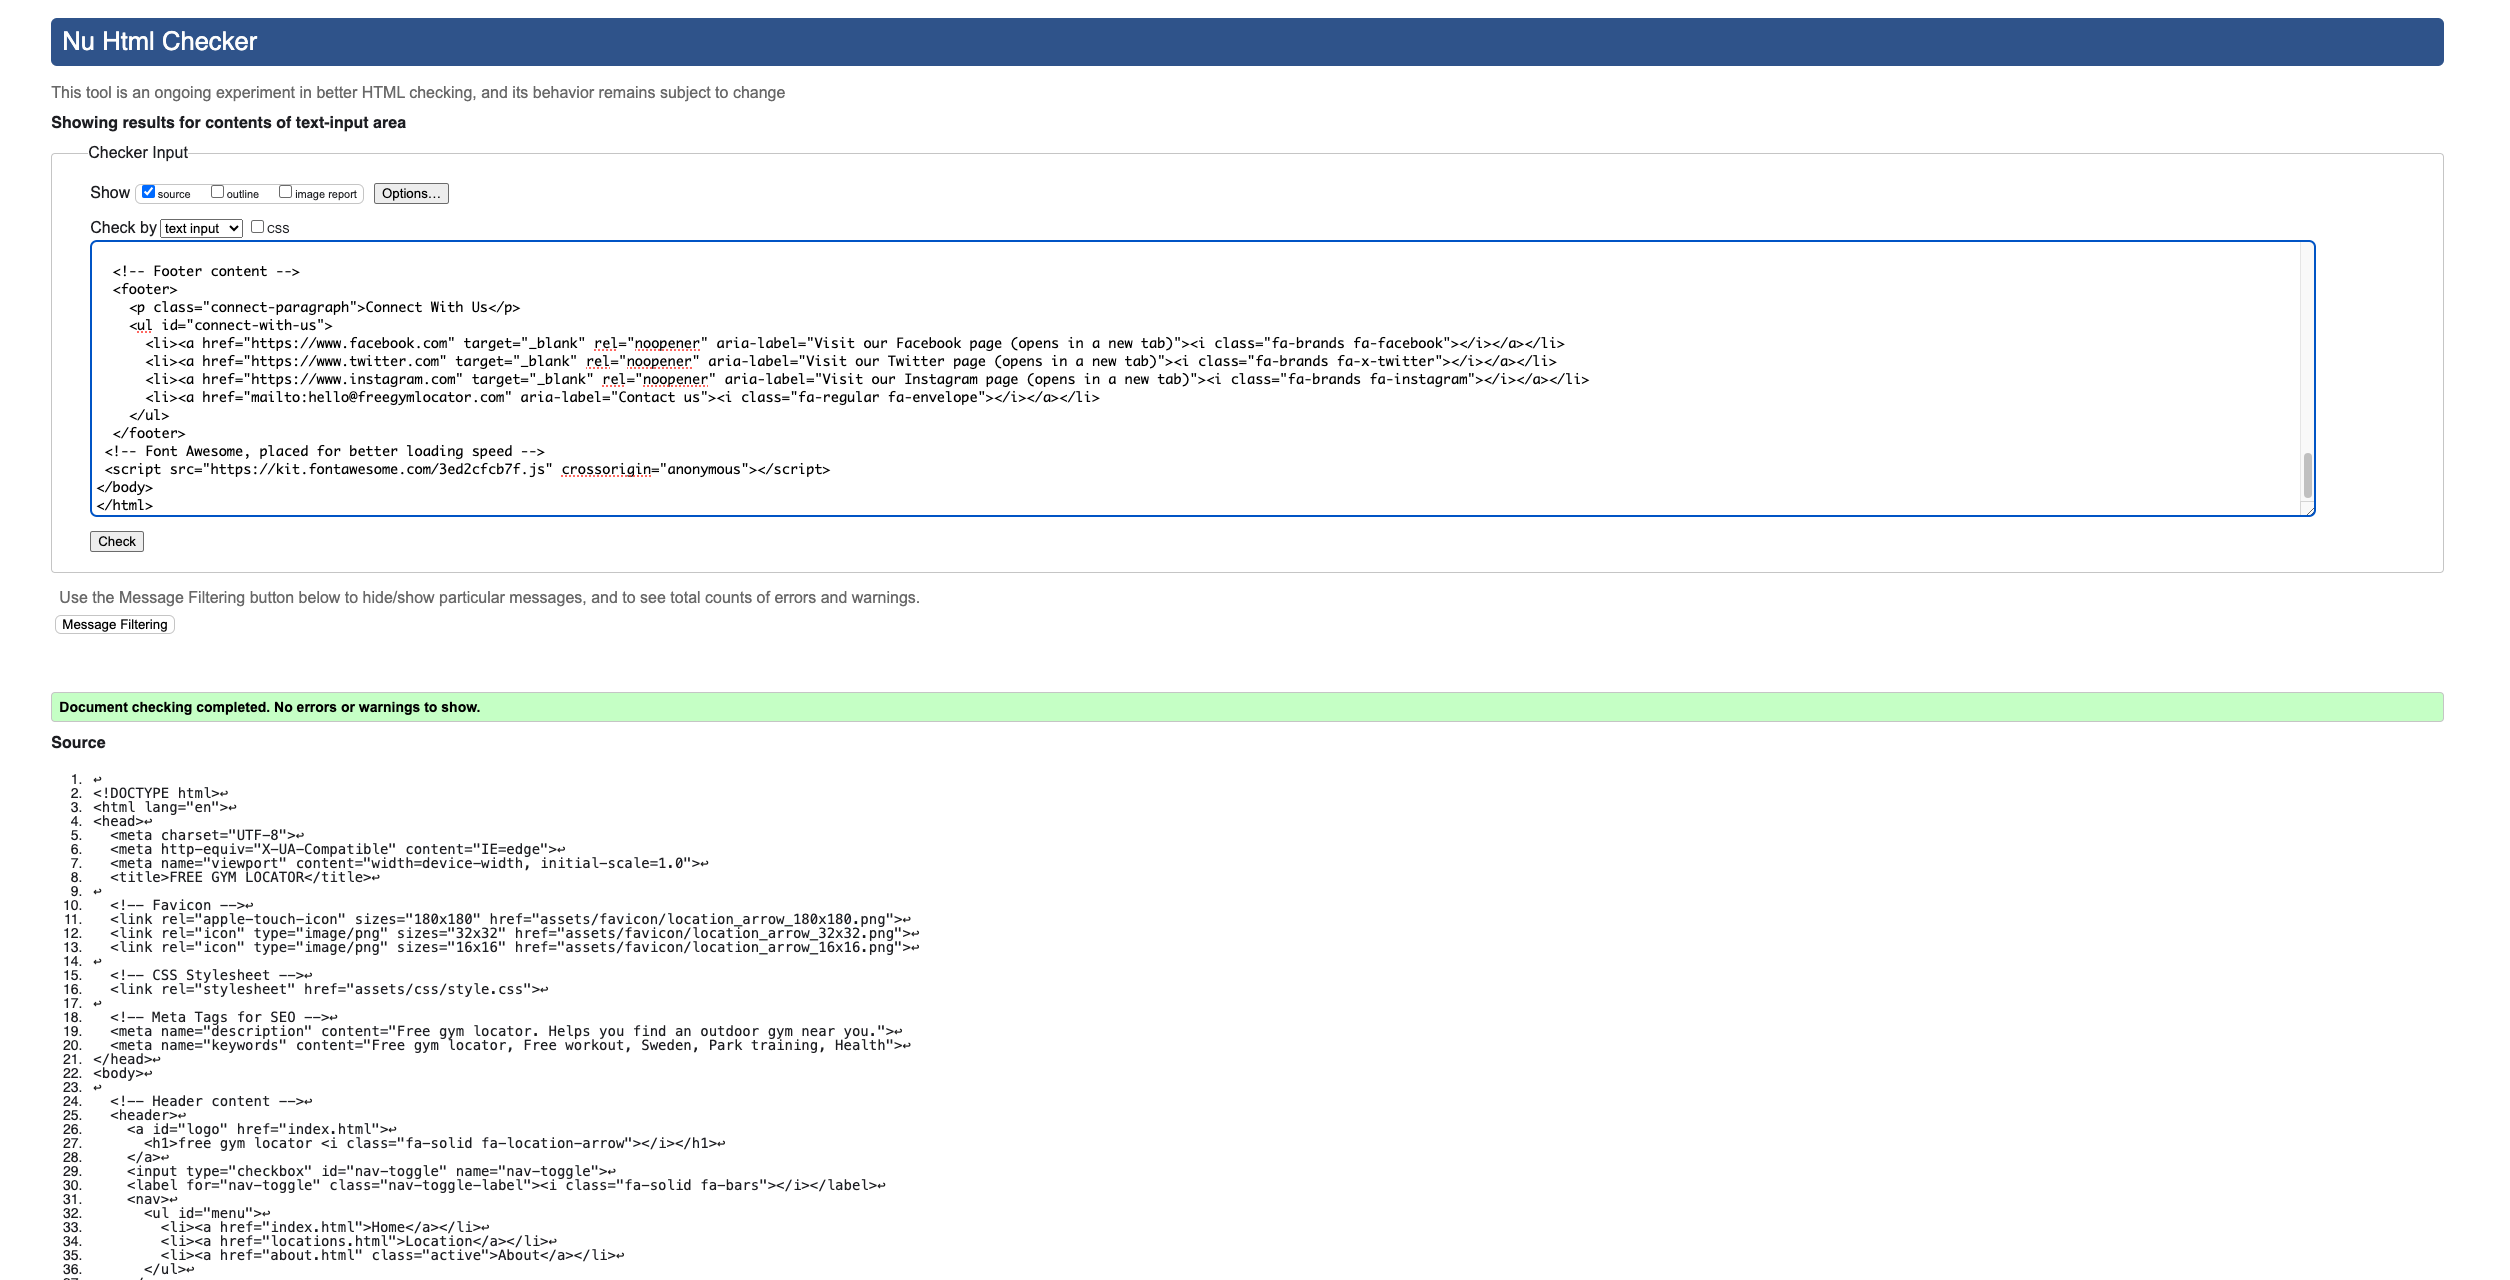 Nu Html Checker
This tool is an ongoing experiment in better HTML checking, and its behavior remains subject to change
Showing results for contents of text-input area
Checker Input
Show source outline image report Options...
Check by text input css
<!-- Footer content -->
<footer>
<p class="connect-paragraph">Connect With Us</p>
<ul id="connect-with-us">
<li><a href="https://www.facebook.com" target="_blank" rel="noopener" aria-label="Visit our Facebook page (opens in a new tab)"><i class="fa-brands fa-facebook"></i></a></li>
<li><a href="https://www.twitter.com" target="_blank" rel="noopener" aria-label="Visit our Twitter page (opens in a new tab)"><i class="fa-brands fa-x-twitter"></i></a></li>
<li><a href="https://www.instagram.com" target="_blank" rel="noopener" aria-label="Visit our Instagram page (opens in a new tab)"><i class="fa-brands fa-instagram"></i></a></li>
<li><a href="mailto:hello@freegymlocator.com" aria-label="Contact us"><i class="fa-regular fa-envelope"></i></a></li>
</ul>
</footer>
<!-- Font Awesome, placed for better loading speed -->
<script src="https://kit.fontawesome.com/3ed2cfcb7f.js" crossorigin="anonymous"></script>
</body>
</html>
Check
Use the Message Filtering button below to hide/show particular messages, and to see total counts of errors and warnings.
Message Filtering
Document checking completed. No errors or warnings to show.
Source
1. ↩
2. <!DOCTYPE html>↩
3. <html lang="en">↩
4. <head>↩
5. <meta charset="UTF-8">↩
6. <meta http-equiv="X-UA-Compatible" content="IE=edge">↩
7. <meta name="viewport" content="width=device-width, initial-scale=1.0">↩
8. <title>FREE GYM LOCATOR</title>↩
9. ↩
10. <!-- Favicon -->↩
11. <link rel="apple-touch-icon" sizes="180x180" href="assets/favicon/location_arrow_180x180.png">↩
12. <link rel="icon" type="image/png" sizes="32x32" href="assets/favicon/location_arrow_32x32.png">↩
13. <link rel="icon" type="image/png" sizes="16x16" href="assets/favicon/location_arrow_16x16.png">↩
14. ↩
15. <!-- CSS Stylesheet -->↩
16. <link rel="stylesheet" href="assets/css/style.css">↩
17. ↩
18. <!-- Meta Tags for SEO -->↩
19. <meta name="description" content="Free gym locator. Helps you find an outdoor gym near you.">↩
20. <meta name="keywords" content="Free gym locator, Free workout, Sweden, Park training, Health">↩
21. </head>↩
22. <body>↩
23. ↩
24. <!-- Header content -->↩
25. <header>↩
26. <a id="logo" href="index.html">↩
27. <h1>free gym locator <i class="fa-solid fa-location-arrow"></i></h1>↩
28. </a>↩
29. <input type="checkbox" id="nav-toggle" name="nav-toggle">↩
30. <label for="nav-toggle" class="nav-toggle-label"><i class="fa-solid fa-bars"></i></label>↩
31. <nav>↩
32. <ul id="menu">↩
33. <li><a href="index.html">Home</a></li>↩
34. <li><a href="locations.html">Location</a></li>↩
35. <li><a href="about.html" class="active">About</a></li>↩
36. </ul>↩